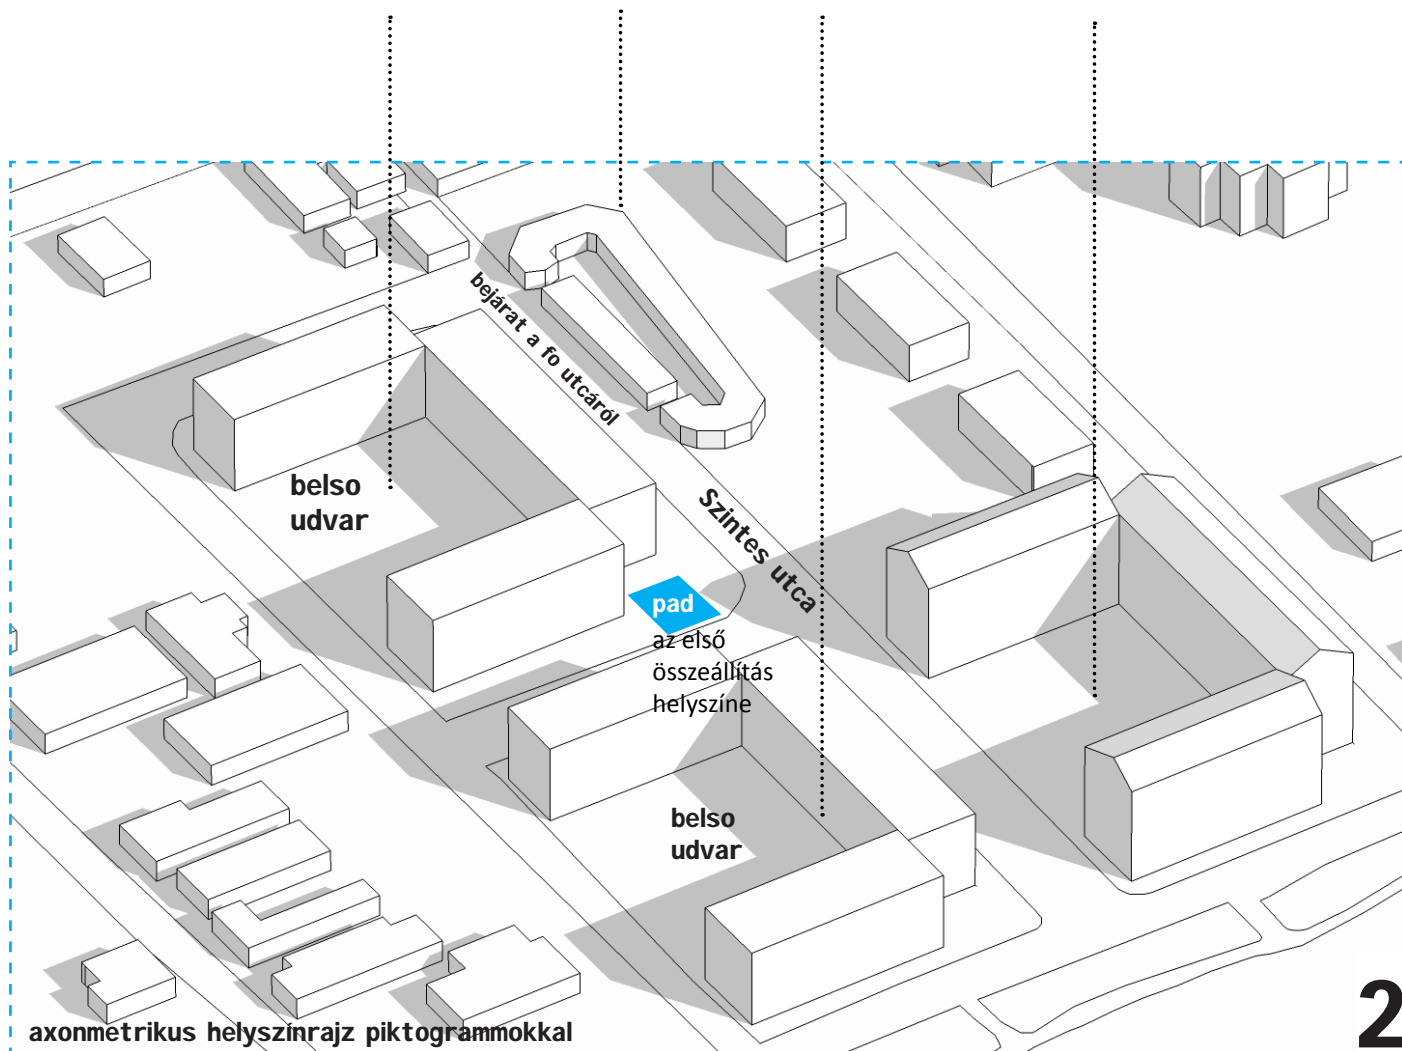 bejárat a fo utcáról
belso
udvar
Szintes utca
pad
az első
összeállítás
helyszíne
belso
udvar
axonmetrikus helyszínrajz piktogrammokkal
2